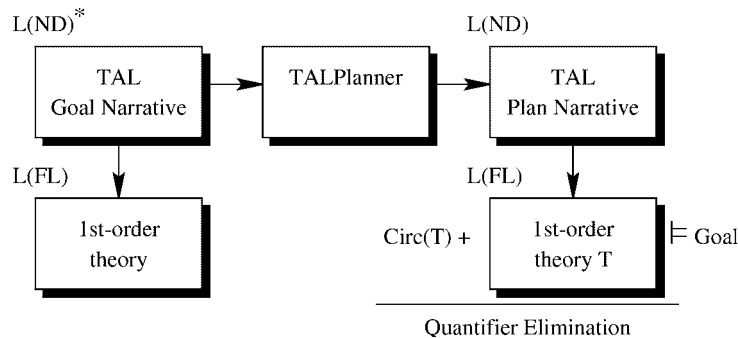 L(ND)*
L(ND)
TAL
Goal Narrative
TALPlanner
TAL
Plan Narrative
L(FL)
L(FL)
1st-order
theory
Circ(T) +
1st-order
theory T
⊨ Goal
Quantifier Elimination